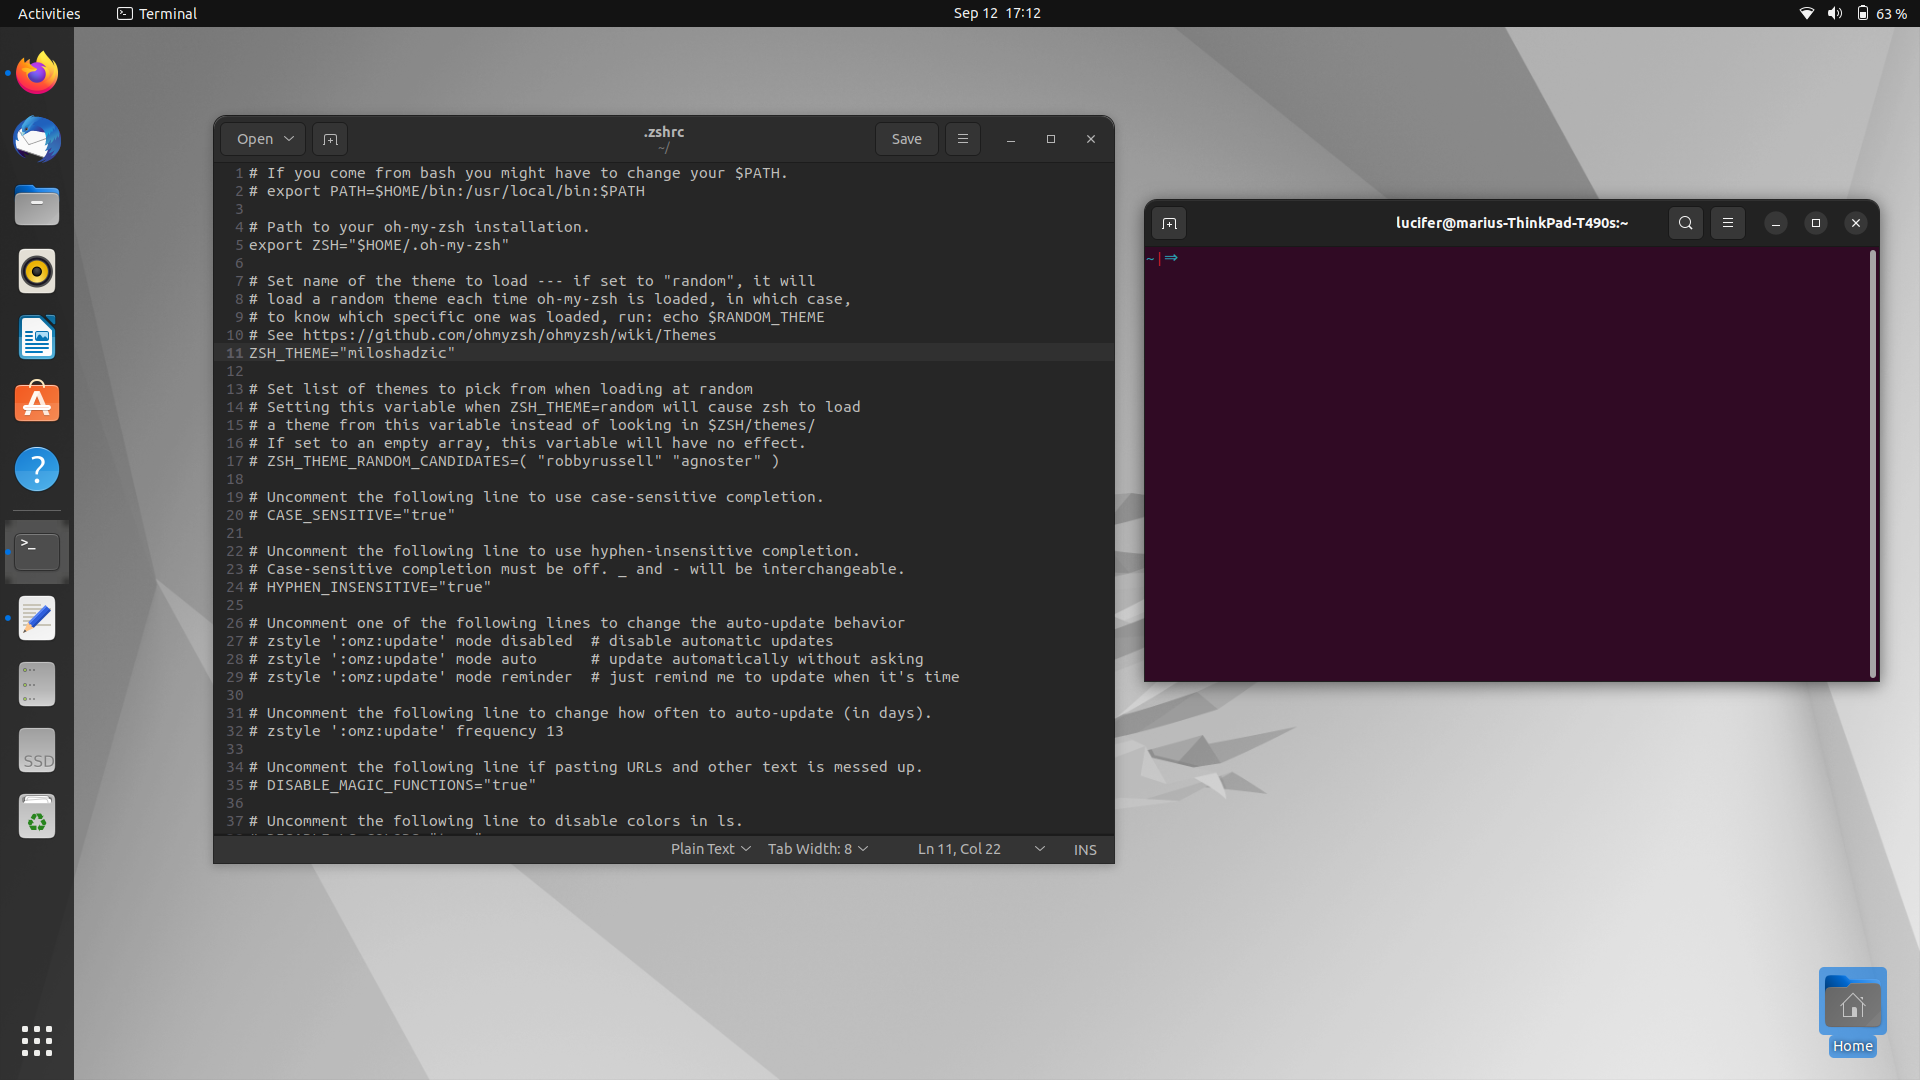 Activities
Terminal
Sep 12 17:12
63 %
Open
.zshrc
~/
Save
1 # If you come from bash you might have to change your $PATH.
2 # export PATH=$HOME/bin:/usr/local/bin:$PATH
3
4 # Path to your oh-my-zsh installation.
5 export ZSH="$HOME/.oh-my-zsh"
6
7 # Set name of the theme to load --- if set to "random", it will
8 # load a random theme each time oh-my-zsh is loaded, in which case,
9 # to know which specific one was loaded, run: echo $RANDOM_THEME
10 # See https://github.com/ohmyzsh/ohmyzsh/wiki/Themes
11 ZSH_THEME="miloshadzic"
12
13 # Set list of themes to pick from when loading at random
14 # Setting this variable when ZSH_THEME=random will cause zsh to load
15 # a theme from this variable instead of looking in $ZSH/themes/
16 # If set to an empty array, this variable will have no effect.
17 # ZSH_THEME_RANDOM_CANDIDATES=( "robbyrussell" "agnoster" )
18
19 # Uncomment the following line to use case-sensitive completion.
20 # CASE_SENSITIVE="true"
21
22 # Uncomment the following line to use hyphen-insensitive completion.
23 # Case-sensitive completion must be off. _ and - will be interchangeable.
24 # HYPHEN_INSENSITIVE="true"
25
26 # Uncomment one of the following lines to change the auto-update behavior
27 # zstyle ':omz:update' mode disabled  # disable automatic updates
28 # zstyle ':omz:update' mode auto      # update automatically without asking
29 # zstyle ':omz:update' mode reminder  # just remind me to update when it's time
30
31 # Uncomment the following line to change how often to auto-update (in days).
32 # zstyle ':omz:update' frequency 13
33
34 # Uncomment the following line if pasting URLs and other text is messed up.
35 # DISABLE_MAGIC_FUNCTIONS="true"
36
37 # Uncomment the following line to disable colors in ls.
Plain Text
Tab Width: 8
Ln 11, Col 22
INS
lucifer@marius-ThinkPad-T490s:~
~|⇒
>_
SSD
Home